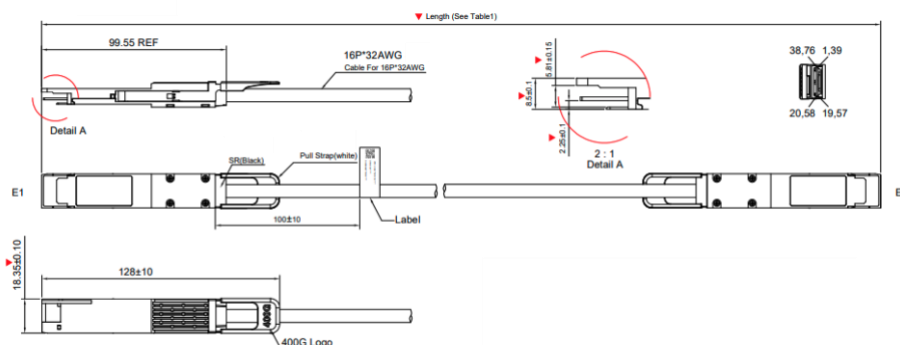 ▼ Length (See Table1)
99.55 REF
16P*32AWG
Cable For 16P*32AWG
Detail A
▼ 8.5±0.1
▼ 5.81±0.15
▼ 2.25±0.1
2 : 1
Detail A
38,76 1,39
20,58 19,57
E1
SR(Black)
Pull Strap(white)
Label
100±10
E
▼ 18.35±0.10
128±10
400G
400G Logo